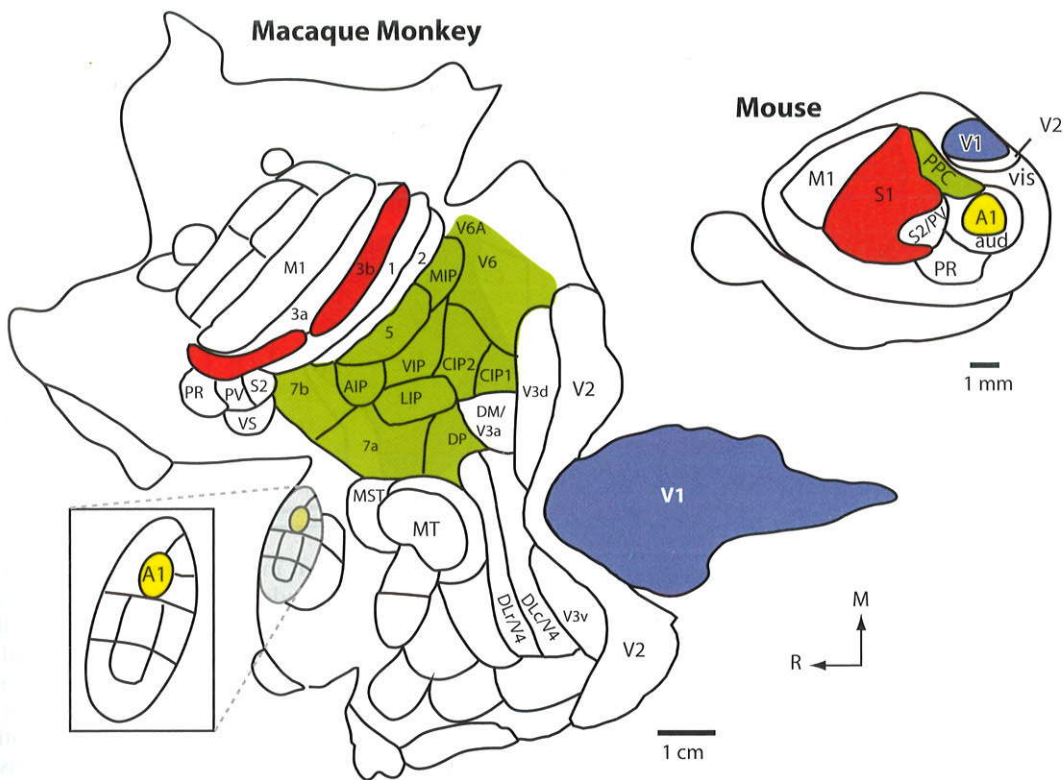 Macaque Monkey
Mouse
V2
V1
vis
PPC
M1
S1
A1
S2/PV
aud
PR
1 mm
V6A
V6
MIP
2
1
3b
M1
3a
5
VIP
CIP2
CIP1
V3d
V2
PR
PV
S2
VS
7b
AIP
LIP
DM/
V3a
7a
DP
MST
MT
V1
A1
DLr/V4
DLc/V4
V3v
V2
M
R
1 cm